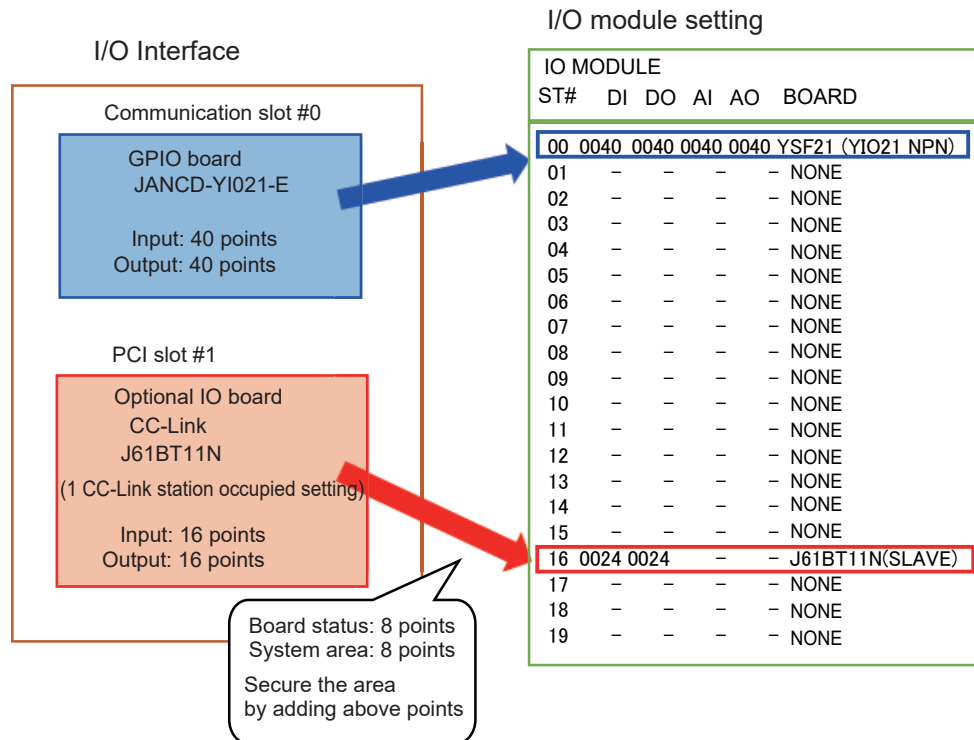 I/O Interface
Communication slot #0
GPIO board
JANCD-YI021-E
Input: 40 points
Output: 40 points
PCI slot #1
Optional IO board
CC-Link
J61BT11N
(1 CC-Link station occupied setting)
Input: 16 points
Output: 16 points
Board status: 8 points
System area: 8 points
Secure the area
by adding above points
I/O module setting
IO MODULE
ST# DI DO AI AO BOARD
00 0040 0040 0040 0040 YSF21 (YIO21 NPN)
01 – – – – NONE
02 – – – – NONE
03 – – – – NONE
04 – – – – NONE
05 – – – – NONE
06 – – – – NONE
07 – – – – NONE
08 – – – – NONE
09 – – – – NONE
10 – – – – NONE
11 – – – – NONE
12 – – – – NONE
13 – – – – NONE
14 – – – – NONE
15 – – – – NONE
16 0024 0024 – – J61BT11N(SLAVE)
17 – – – – NONE
18 – – – – NONE
19 – – – – NONE